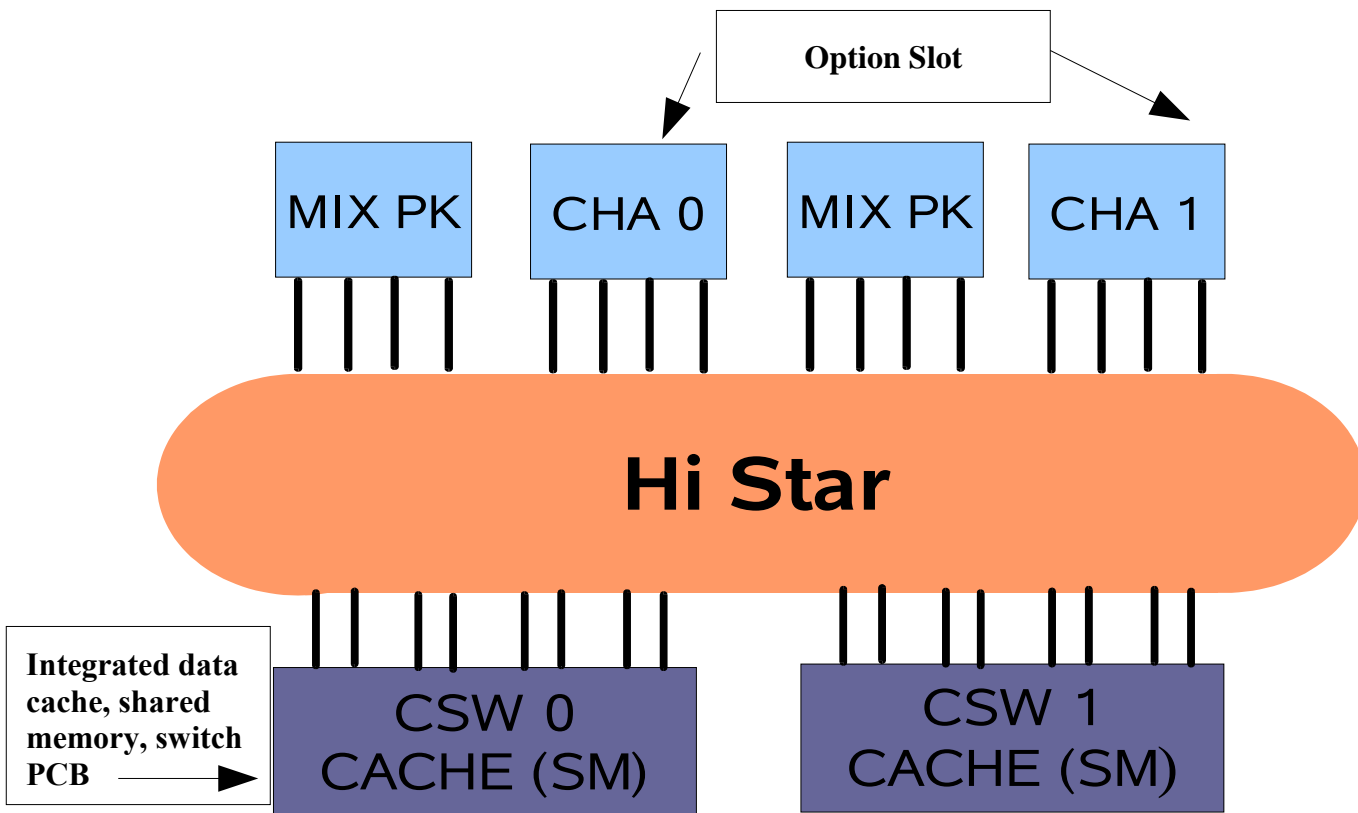 Option Slot
MIX PK
CHA 0
MIX PK
CHA 1
Hi Star
Integrated data
cache, shared
memory, switch
PCB
CSW 0
CACHE (SM)
CSW 1
CACHE (SM)